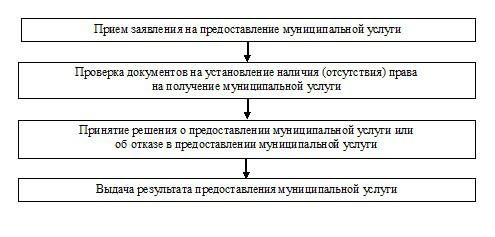 Прием заявления на предоставление муниципальной услуги
Проверка документов на установление наличия (отсутствия) права
на получение муниципальной услуги
Принятие решения о предоставлении муниципальной услуги или
об отказе в предоставлении муниципальной услуги
Выдача результата предоставления муниципальной услуги